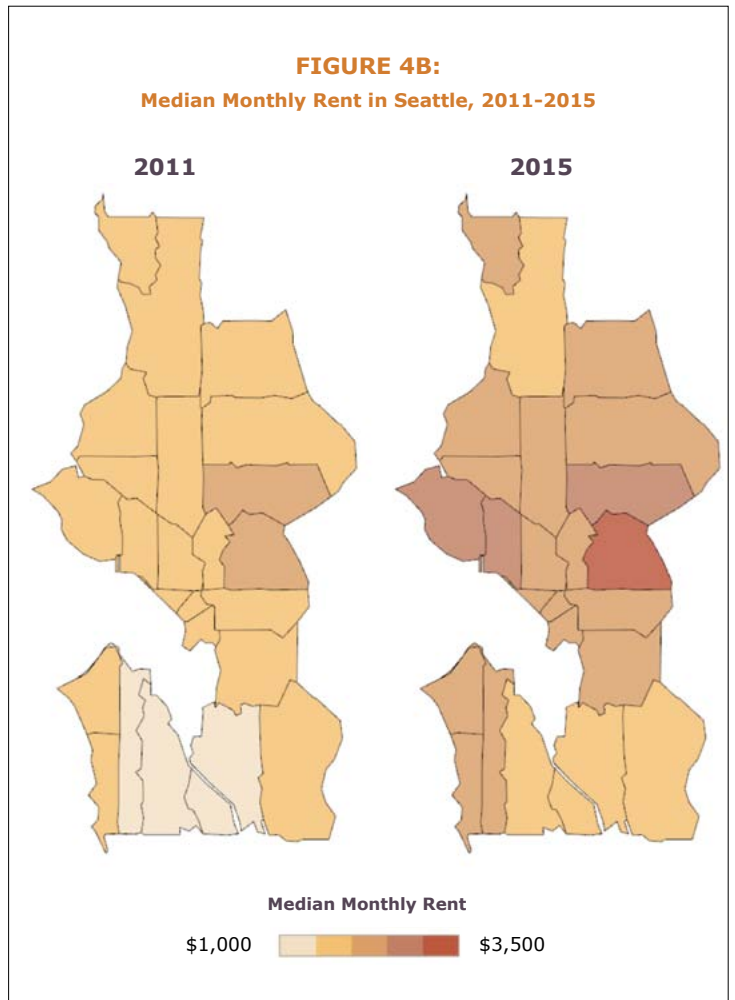 FIGURE 4B:
Median Monthly Rent in Seattle, 2011-2015
2011 2015
Median Monthly Rent
$1,000 $3,500